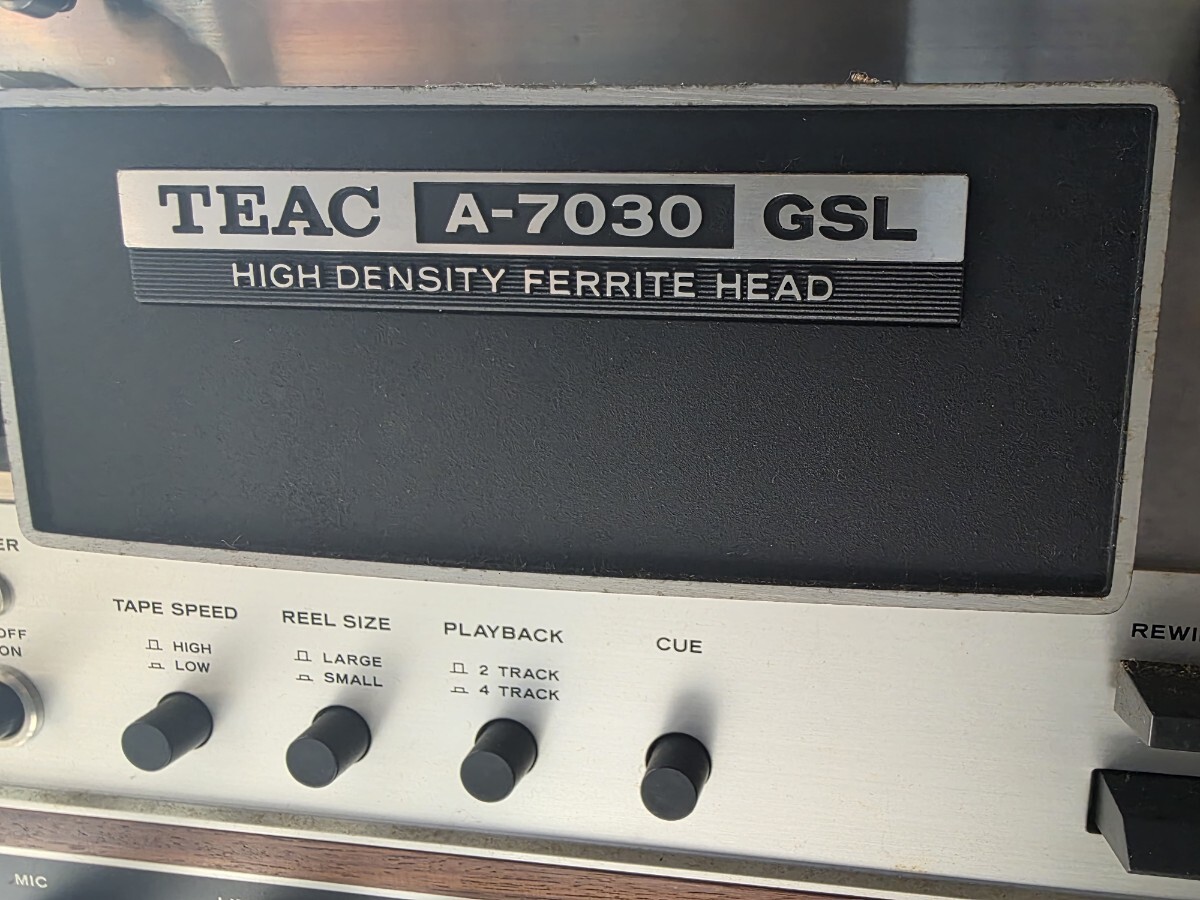 TEAC A-7030 GSL
HIGH DENSITY FERRITE HEAD
TAPE SPEED
HIGH
LOW
REEL SIZE
LARGE
SMALL
PLAYBACK
2 TRACK
4 TRACK
CUE
OFF
ON
MIC